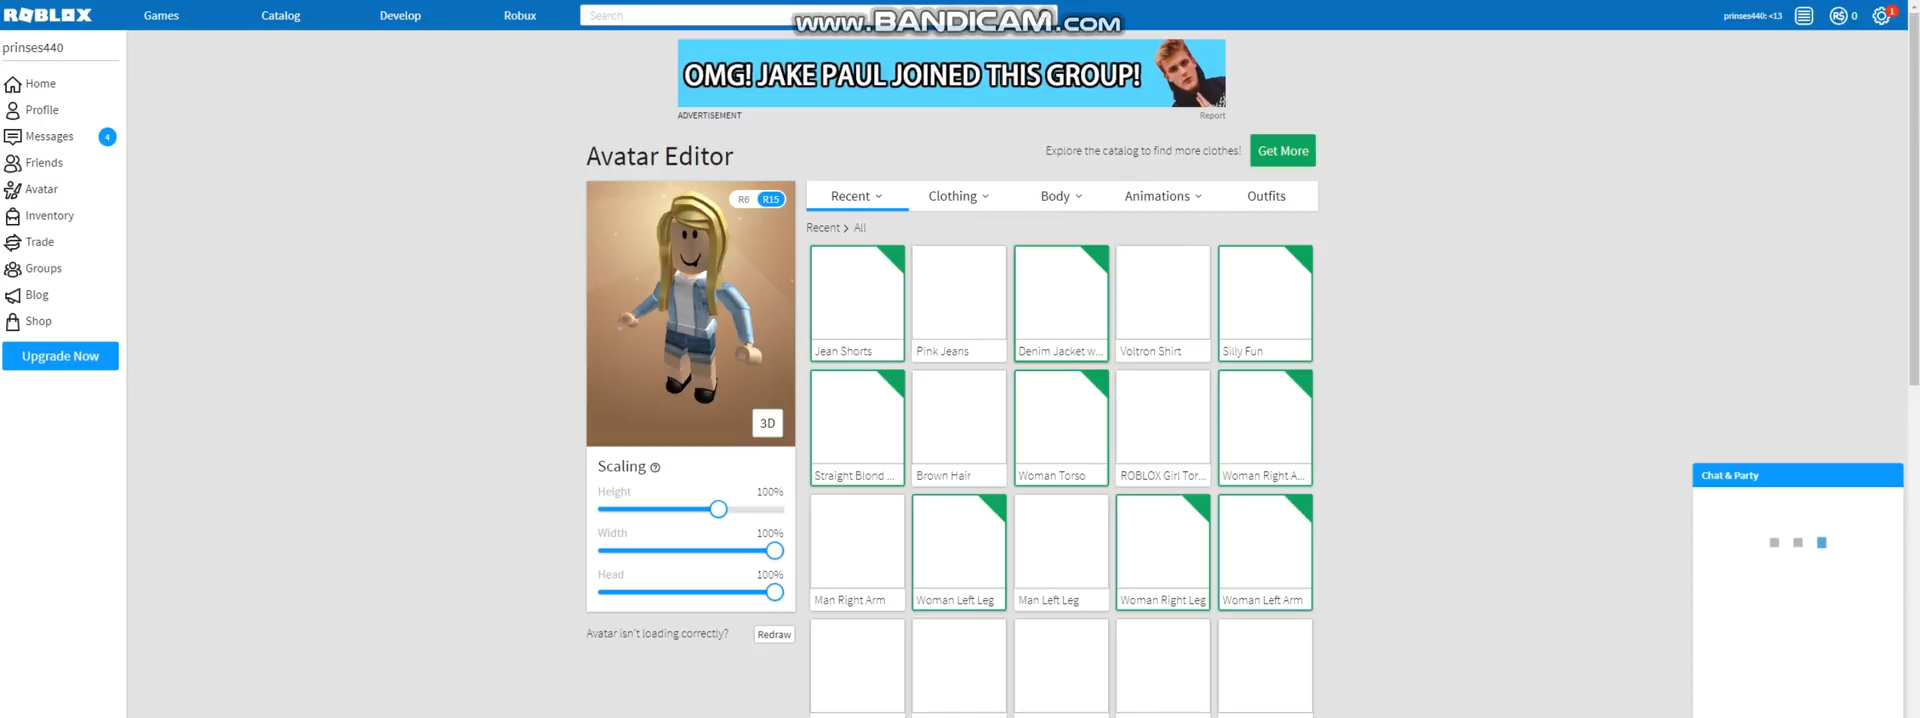 ROBLOX Games Catalog Develop Robux Search prinses440: <13 R$ 0 1
www.BANDICAM.com
prinses440
OMG! JAKE PAUL JOINED THIS GROUP!
ADVERTISEMENT Report
Home
Profile
Messages 4
Friends
Avatar
Inventory
Trade
Groups
Blog
Shop
Upgrade Now
Avatar Editor
Explore the catalog to find more clothes! Get More
R6 R15
3D
Recent Clothing Body Animations Outfits
Recent > All
Jean Shorts Pink Jeans Denim Jacket w... Voltron Shirt Silly Fun
Straight Blond ... Brown Hair Woman Torso ROBLOX Girl Tor... Woman Right A...
Man Right Arm Woman Left Leg Man Left Leg Woman Right Leg Woman Left Arm
Scaling ?
Height 100%
Width 100%
Head 100%
Avatar isn't loading correctly? Redraw
Chat & Party